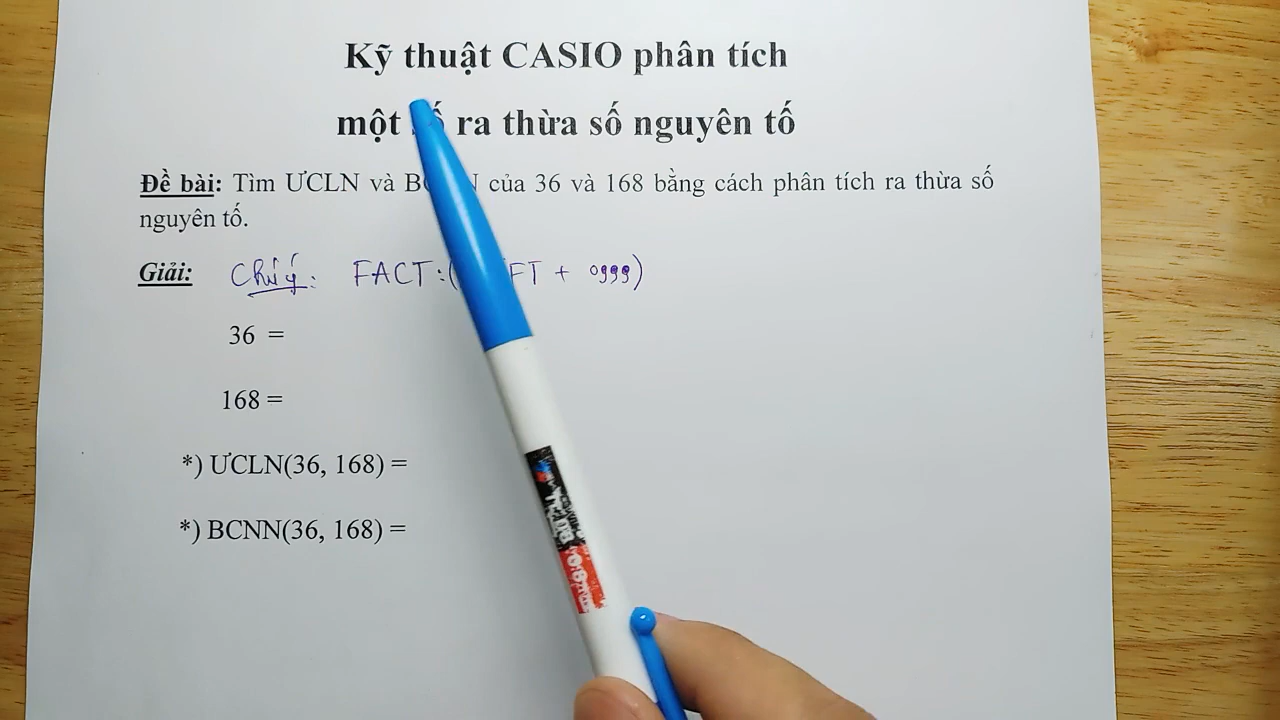 Kỹ thuật CASIO phân tích
một ra thừa số nguyên tố
Đề bài: Tìm ƯCLN và của 36 và 168 bằng cách phân tích ra thừa số
nguyên tố.
Giải: Chú ý: FACT:( + 0999)
36 =
168 =
*) ƯCLN(36, 168) =
*) BCNN(36, 168) =